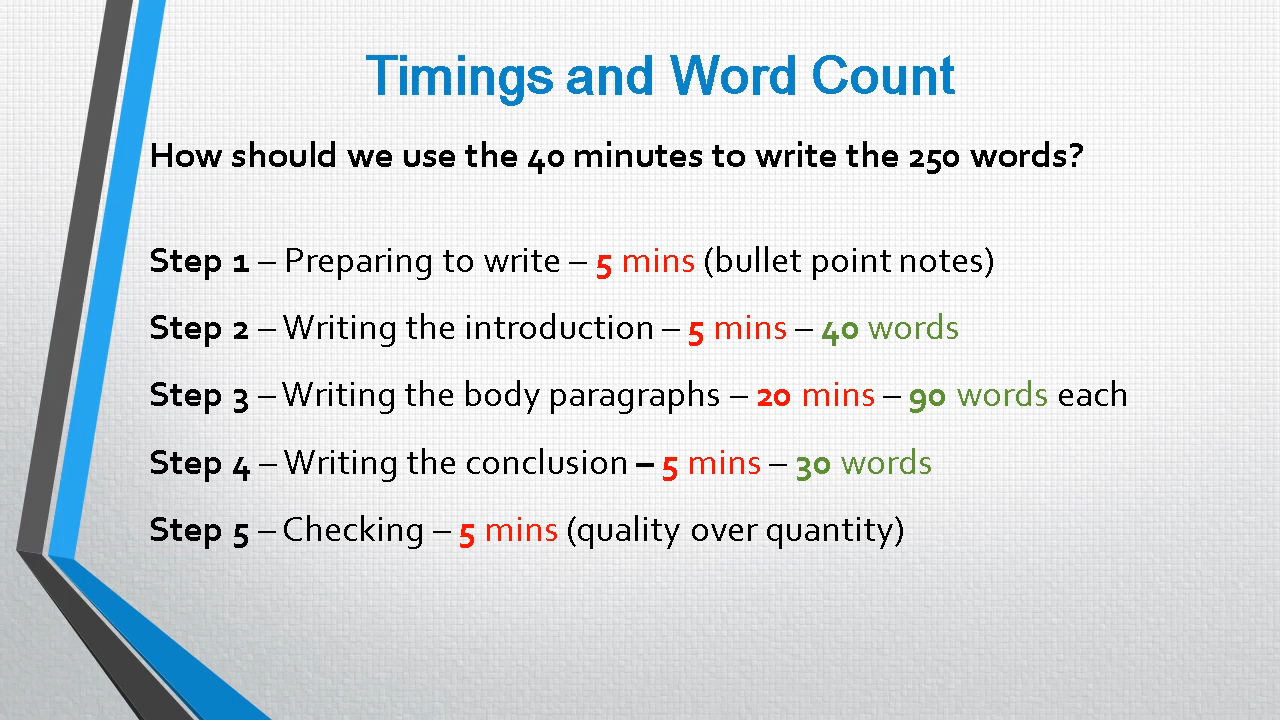 Timings and Word Count
How should we use the 40 minutes to write the 250 words?
Step 1 – Preparing to write – 5 mins (bullet point notes)
Step 2 – Writing the introduction – 5 mins – 40 words
Step 3 – Writing the body paragraphs – 20 mins – 90 words each
Step 4 – Writing the conclusion – 5 mins – 30 words
Step 5 – Checking – 5 mins (quality over quantity)